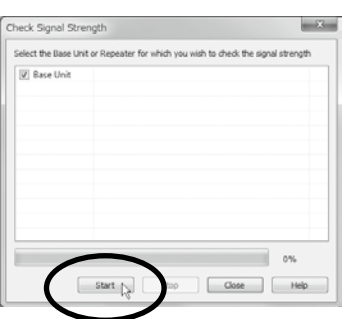 Check Signal Strength
Select the Base Unit or Repeater for which you wish to check the signal strength
Base Unit
0%
Start Stop Close Help